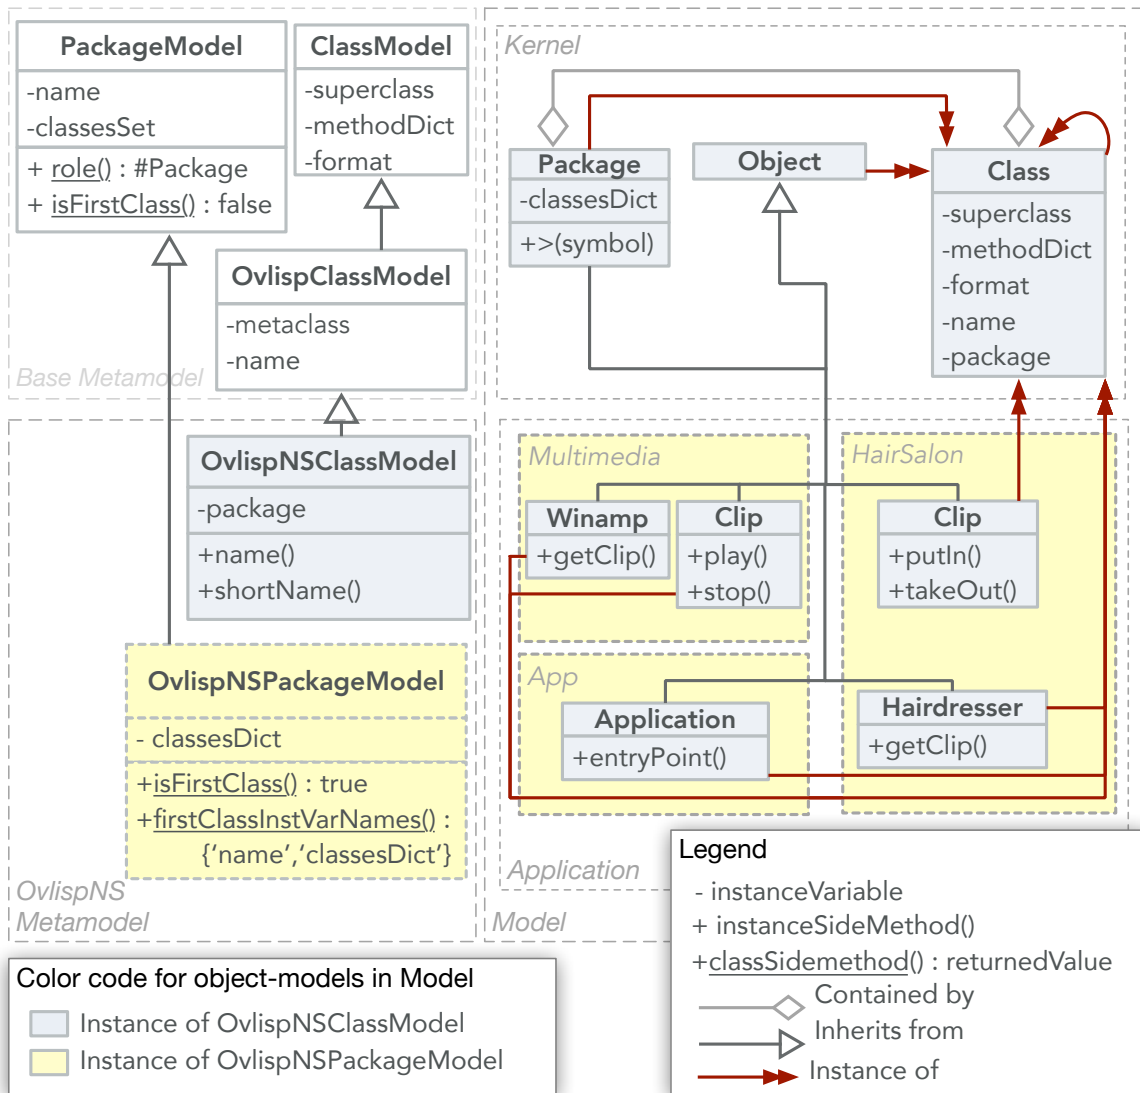 PackageModel
-name
-classesSet
+ role() : #Package
+ isFirstClass() : false
ClassModel
-superclass
-methodDict
-format
OvlispClassModel
-metaclass
-name
Base Metamodel
OvlispNSClassModel
-package
+name()
+shortName()
OvlispNSPackageModel
- classesDict
+isFirstClass() : true
+firstClassInstVarNames() :
{‘name’,‘classesDict’}
OvlispNS
Metamodel
Kernel
Package
-classesDict
+>(symbol)
Object
Class
-superclass
-methodDict
-format
-name
-package
Multimedia
Winamp
+getClip()
Clip
+play()
+stop()
HairSalon
Clip
+putIn()
+takeOut()
App
Application
+entryPoint()
Hairdresser
+getClip()
Application
Model
Color code for object-models in Model
Instance of OvlispNSClassModel
Instance of OvlispNSPackageModel
Legend
- instanceVariable
+ instanceSideMethod()
+classSidemethod() : returnedValue
Contained by
Inherits from
Instance of